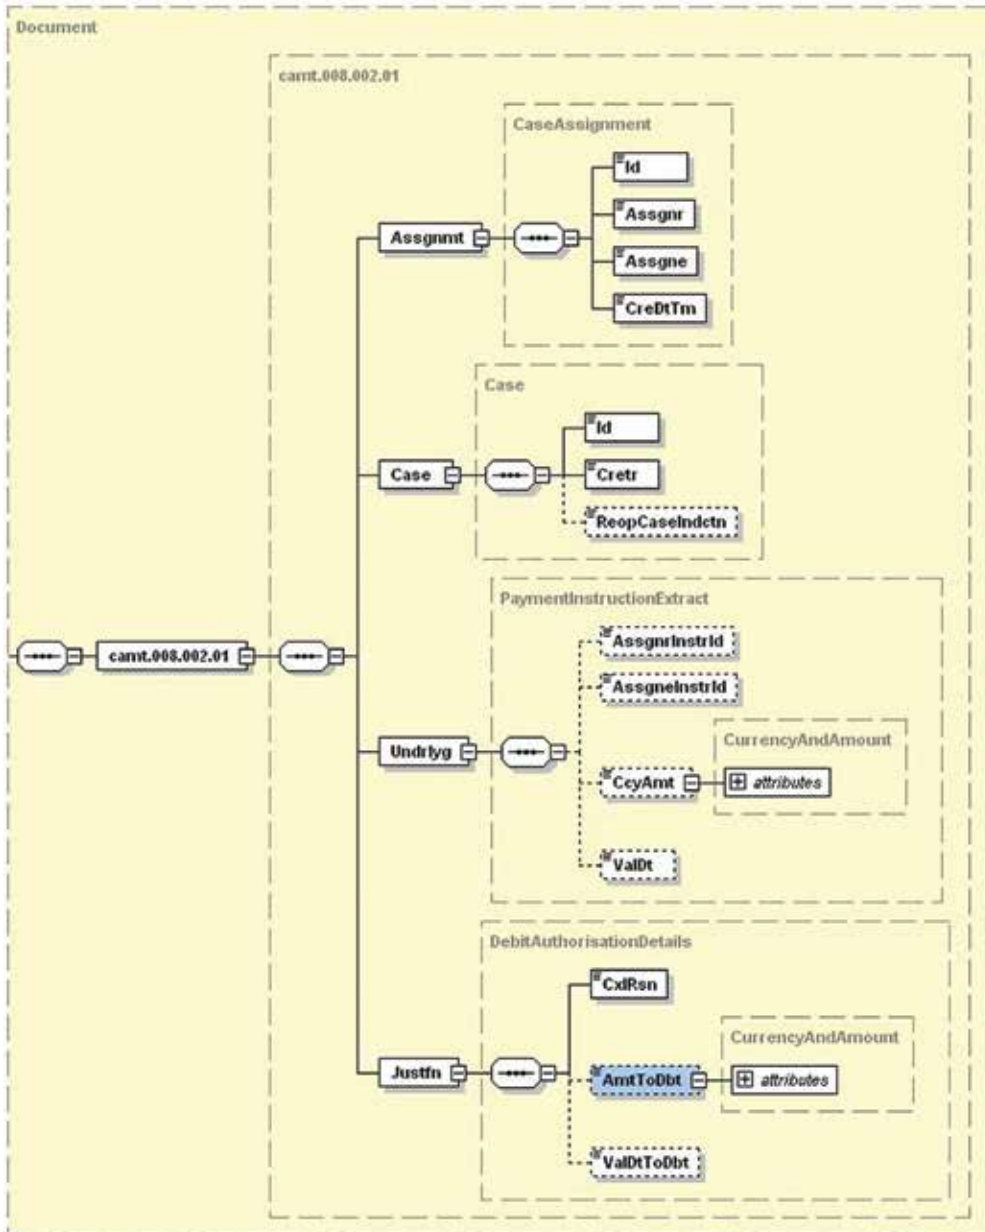 Document
camt.008.002.01
CaseAssignment
Id
Assgnr
Assgnmt
Assgne
CreDtTm
Case
Id
Case
Cretr
ReopCaseIndctn
PaymentInstructionExtract
AssgnrInstrId
camt.008.002.01
AssgneInstrId
CurrencyAndAmount
Undrlyg
CcyAmt
attributes
ValDt
DebitAuthorisationDetails
CxlRsn
CurrencyAndAmount
Justfn
AmtToDbt
attributes
ValDtToDbt